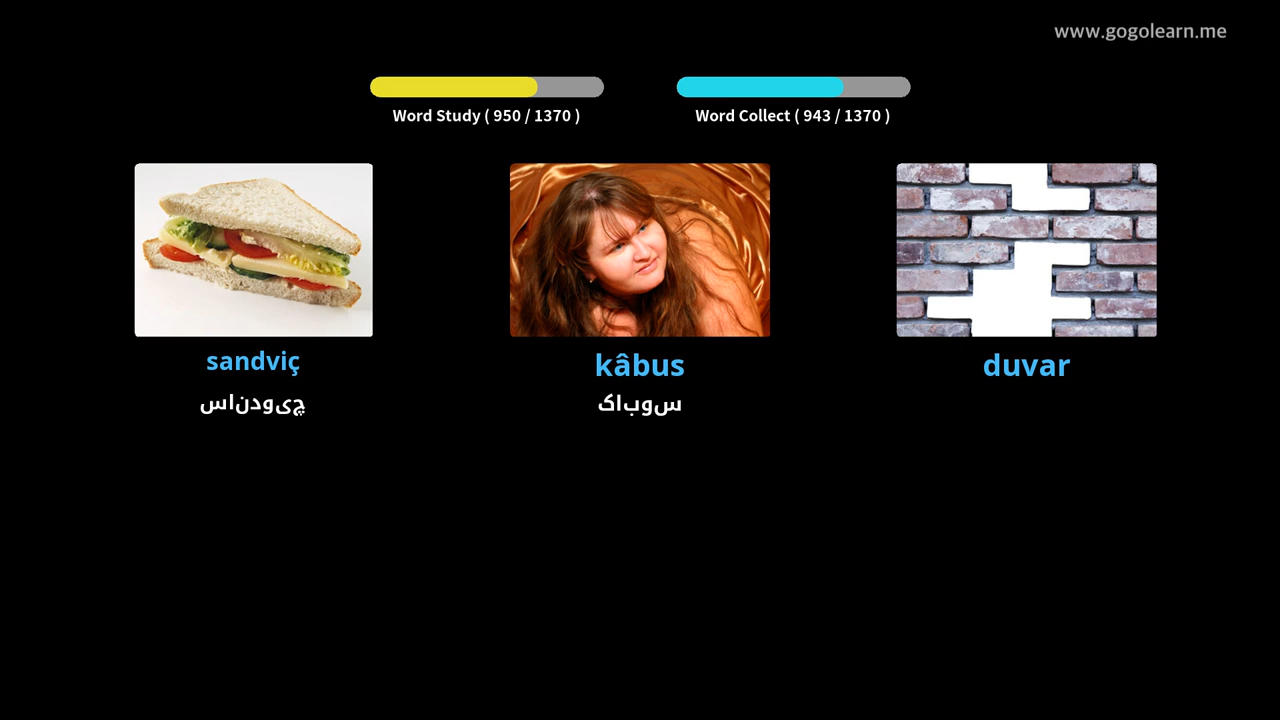 www.gogolearn.me
Word Study ( 950 / 1370 )
Word Collect ( 943 / 1370 )
sandviç
چیودناس
kâbus
سوباک
duvar